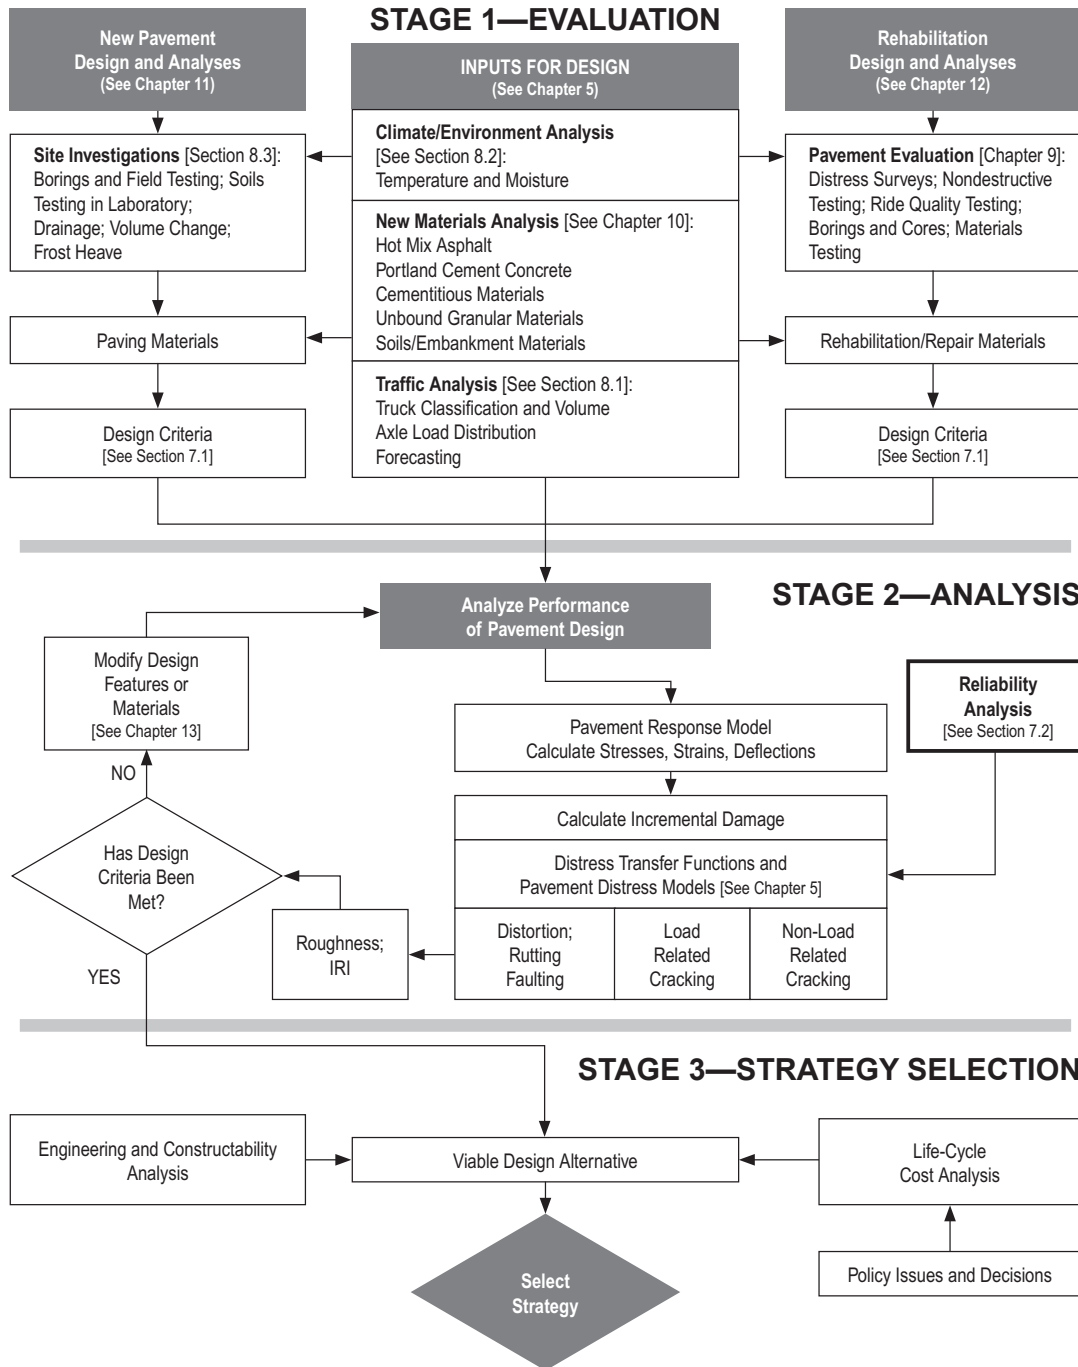 STAGE 1—EVALUATION
New Pavement
Design and Analyses
(See Chapter 11)
INPUTS FOR DESIGN
(See Chapter 5)
Rehabilitation
Design and Analyses
(See Chapter 12)
Site Investigations [Section 8.3]:
Borings and Field Testing; Soils
Testing in Laboratory;
Drainage; Volume Change;
Frost Heave
Climate/Environment Analysis
[See Section 8.2]:
Temperature and Moisture
Pavement Evaluation [Chapter 9]:
Distress Surveys; Nondestructive
Testing; Ride Quality Testing;
Borings and Cores; Materials
Testing
New Materials Analysis [See Chapter 10]:
Hot Mix Asphalt
Portland Cement Concrete
Cementitious Materials
Unbound Granular Materials
Soils/Embankment Materials
Paving Materials
Rehabilitation/Repair Materials
Traffic Analysis [See Section 8.1]:
Truck Classification and Volume
Axle Load Distribution
Forecasting
Design Criteria
[See Section 7.1]
Design Criteria
[See Section 7.1]
STAGE 2—ANALYSIS
Analyze Performance
of Pavement Design
Modify Design
Features or
Materials
[See Chapter 13]
Reliability
Analysis
[See Section 7.2]
Pavement Response Model
Calculate Stresses, Strains, Deflections
NO
Calculate Incremental Damage
Has Design
Criteria Been
Met?
Distress Transfer Functions and
Pavement Distress Models [See Chapter 5]
Roughness;
IRI
Distortion;
Rutting
Faulting
Load
Related
Cracking
Non-Load
Related
Cracking
YES
STAGE 3—STRATEGY SELECTION
Engineering and Constructability
Analysis
Viable Design Alternative
Life-Cycle
Cost Analysis
Policy Issues and Decisions
Select
Strategy